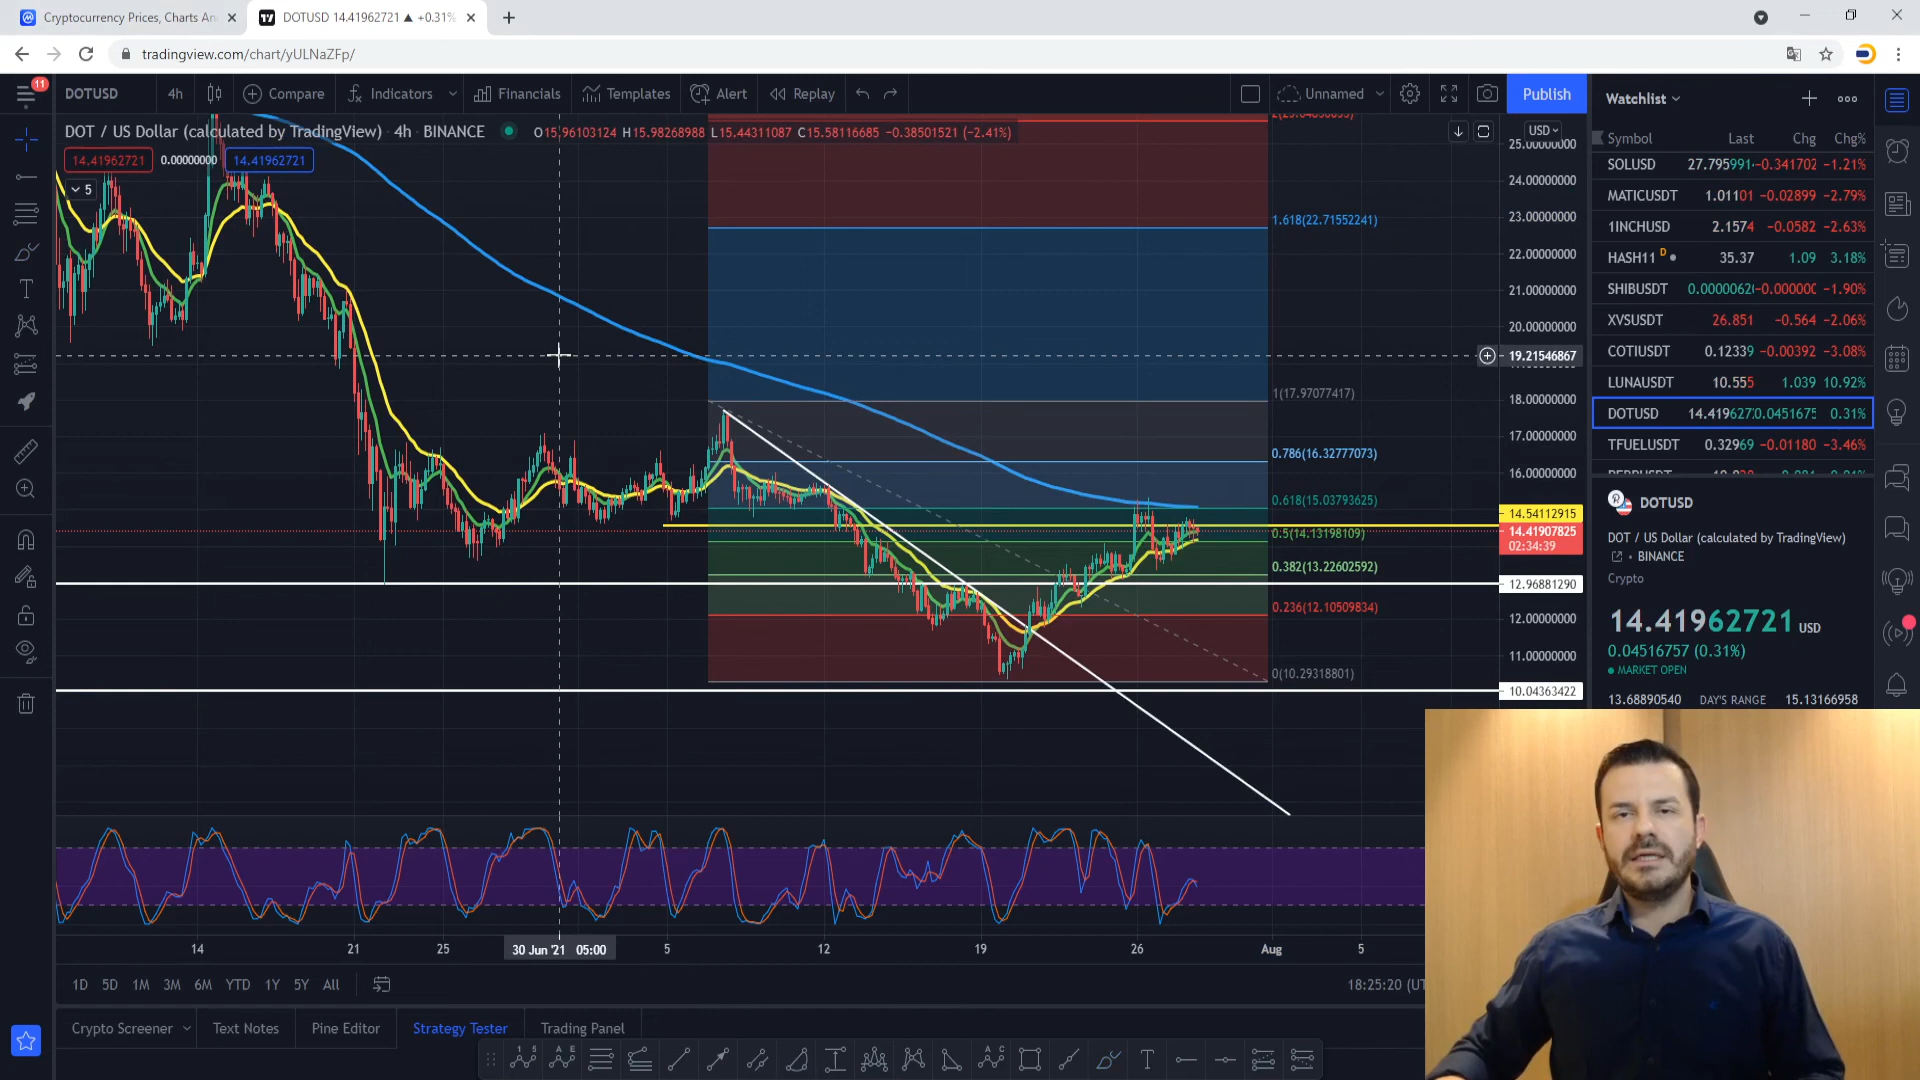 Cryptocurrency Prices, Charts An
DOTUSD 14.41962721 ▲ +0.31%
tradingview.com/chart/yULNaZFp/
11
DOTUSD 4h Compare Indicators Financials Templates Alert Replay Unnamed Publish
DOT / US Dollar (calculated by TradingView) · 4h · BINANCE O15.96103124 H15.98268988 L15.44311087 C15.58116685 −0.38501521 (−2.41%)
14.41962721 0.00000000 14.41962721
5
USD
25.00000000
24.00000000
23.00000000
1.618(22.71552241)
22.00000000
21.00000000
20.00000000
19.21546867
1(17.97077417)
18.00000000
17.00000000
0.786(16.32777073)
16.00000000
0.618(15.03793625)
14.54112915
14.41907825
02:34:39
0.5(14.13198109)
0.382(13.22602592)
12.96881290
0.236(12.10509834)
12.00000000
11.00000000
0(10.29318801)
10.04363422
14 21 25 30 Jun '21 05:00 5 12 19 26 Aug 5
1D 5D 1M 3M 6M YTD 1Y 5Y All
18:25:20 (UT
Crypto Screener Text Notes Pine Editor Strategy Tester Trading Panel
Watchlist
Symbol Last Chg Chg%
SOLUSD 27.795991 −0.341702 −1.21%
MATICUSDT 1.01101 −0.02899 −2.79%
1INCHUSD 2.1574 −0.0582 −2.63%
HASH11 D 35.37 1.09 3.18%
SHIBUSDT 0.0000062 −0.000000 −1.90%
XVSUSDT 26.851 −0.564 −2.06%
COTIUSDT 0.12339 −0.00392 −3.08%
LUNAUSDT 10.555 1.039 10.92%
DOTUSD 14.41962 0.0451675 0.31%
TFUELUSDT 0.32969 −0.01180 −3.46%
DOTUSD
DOT / US Dollar (calculated by TradingView)
BINANCE
Crypto
14.41962721 USD
0.04516757 (0.31%)
MARKET OPEN
13.68890540 DAY'S RANGE 15.13166958